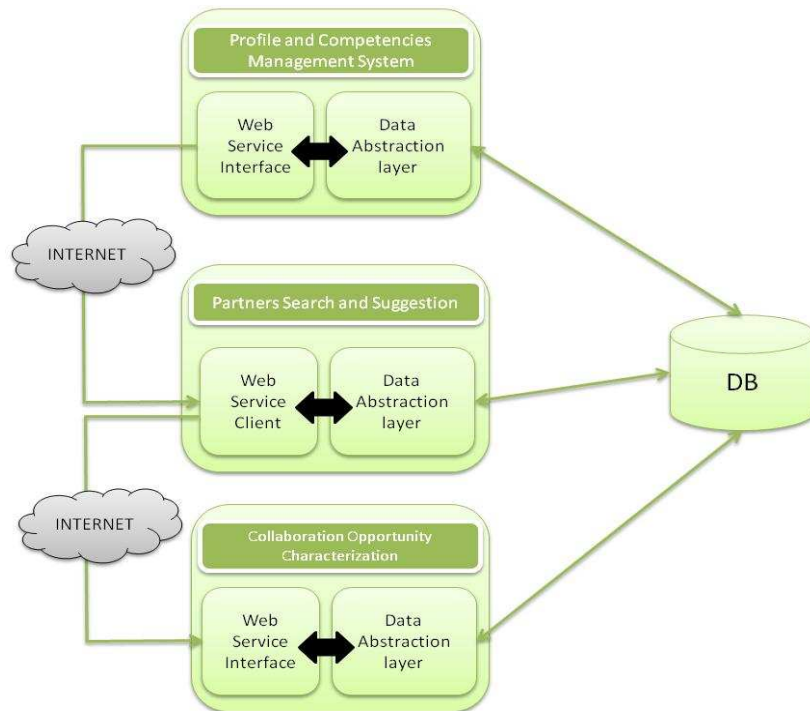 Profile and Competencies
Management System
Web
Service
Interface
Data
Abstraction
layer
INTERNET
Partners Search and Suggestion
Web
Service
Client
Data
Abstraction
layer
DB
INTERNET
Collaboration Opportunity
Characterization
Web
Service
Interface
Data
Abstraction
layer